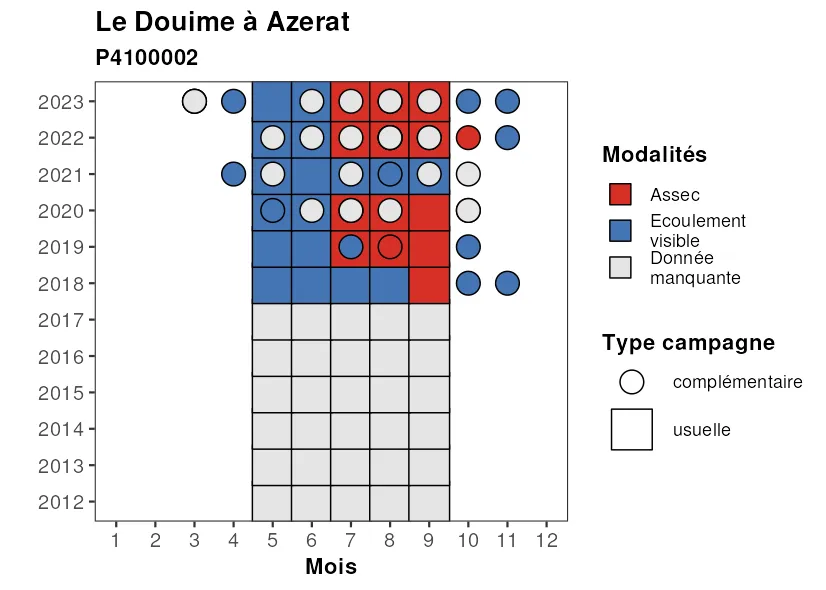 Le Douime à Azerat
P4100002
2023
2022
2021
2020
2019
2018
2017
2016
2015
2014
2013
2012
1 2 3 4 5 6 7 8 9 10 11 12
Mois
Modalités
Assec
Ecoulement
visible
Donnée
manquante
Type campagne
complémentaire
usuelle